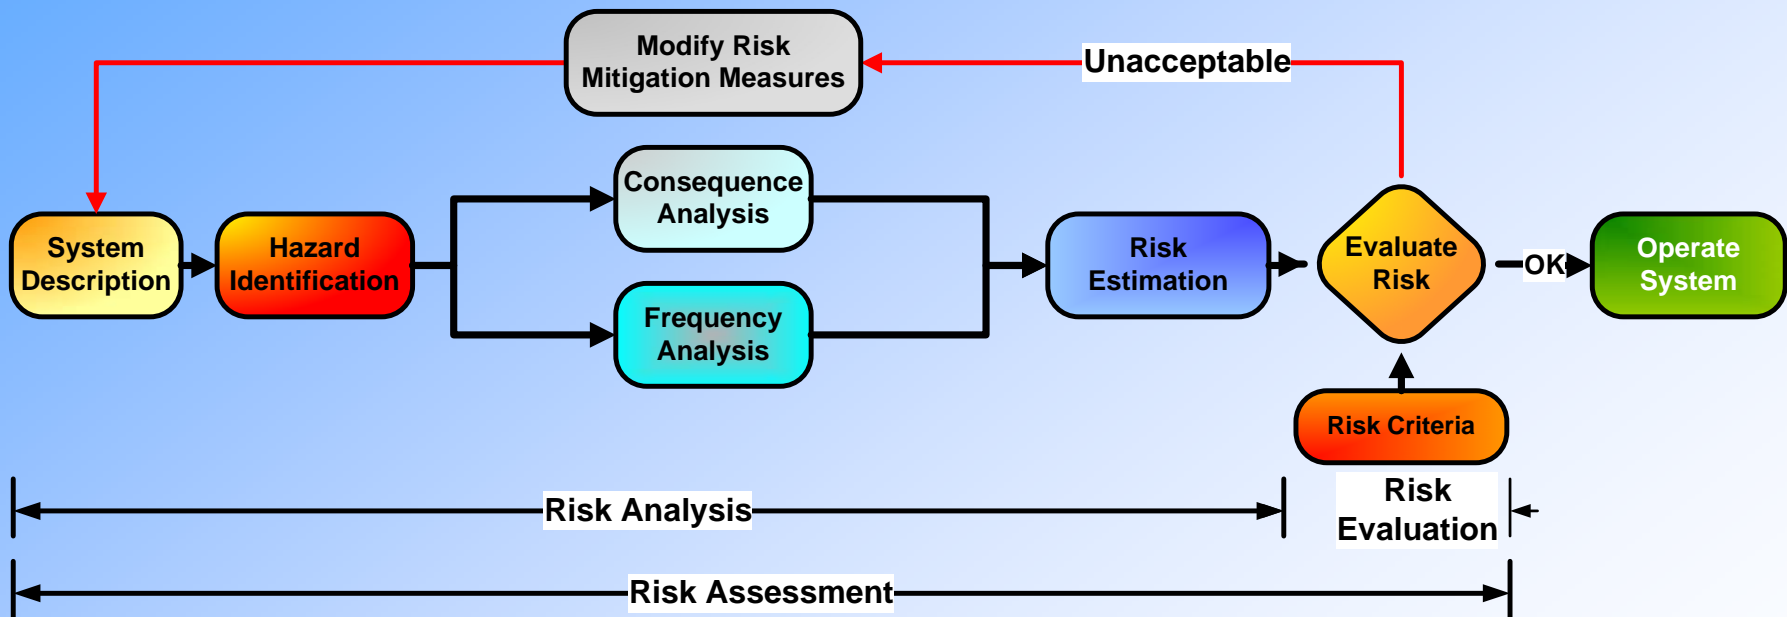 Modify Risk
Mitigation Measures
Unacceptable
Consequence
Analysis
System
Description
Hazard
Identification
Risk
Estimation
Evaluate
Risk
OK
Operate
System
Frequency
Analysis
Risk Criteria
Risk Analysis
Risk
Evaluation
Risk Assessment